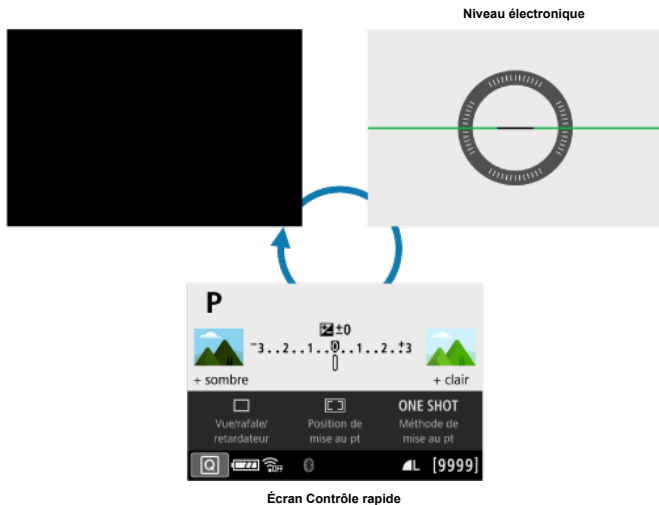 Niveau électronique
P
±0
-3..2..1..0..1..2..+3
+ sombre
+ clair
ONE SHOT
Vue/rafale/
retardateur
Position de
mise au pt
Méthode de
mise au pt
Q
OFF
L [9999]
Écran Contrôle rapide